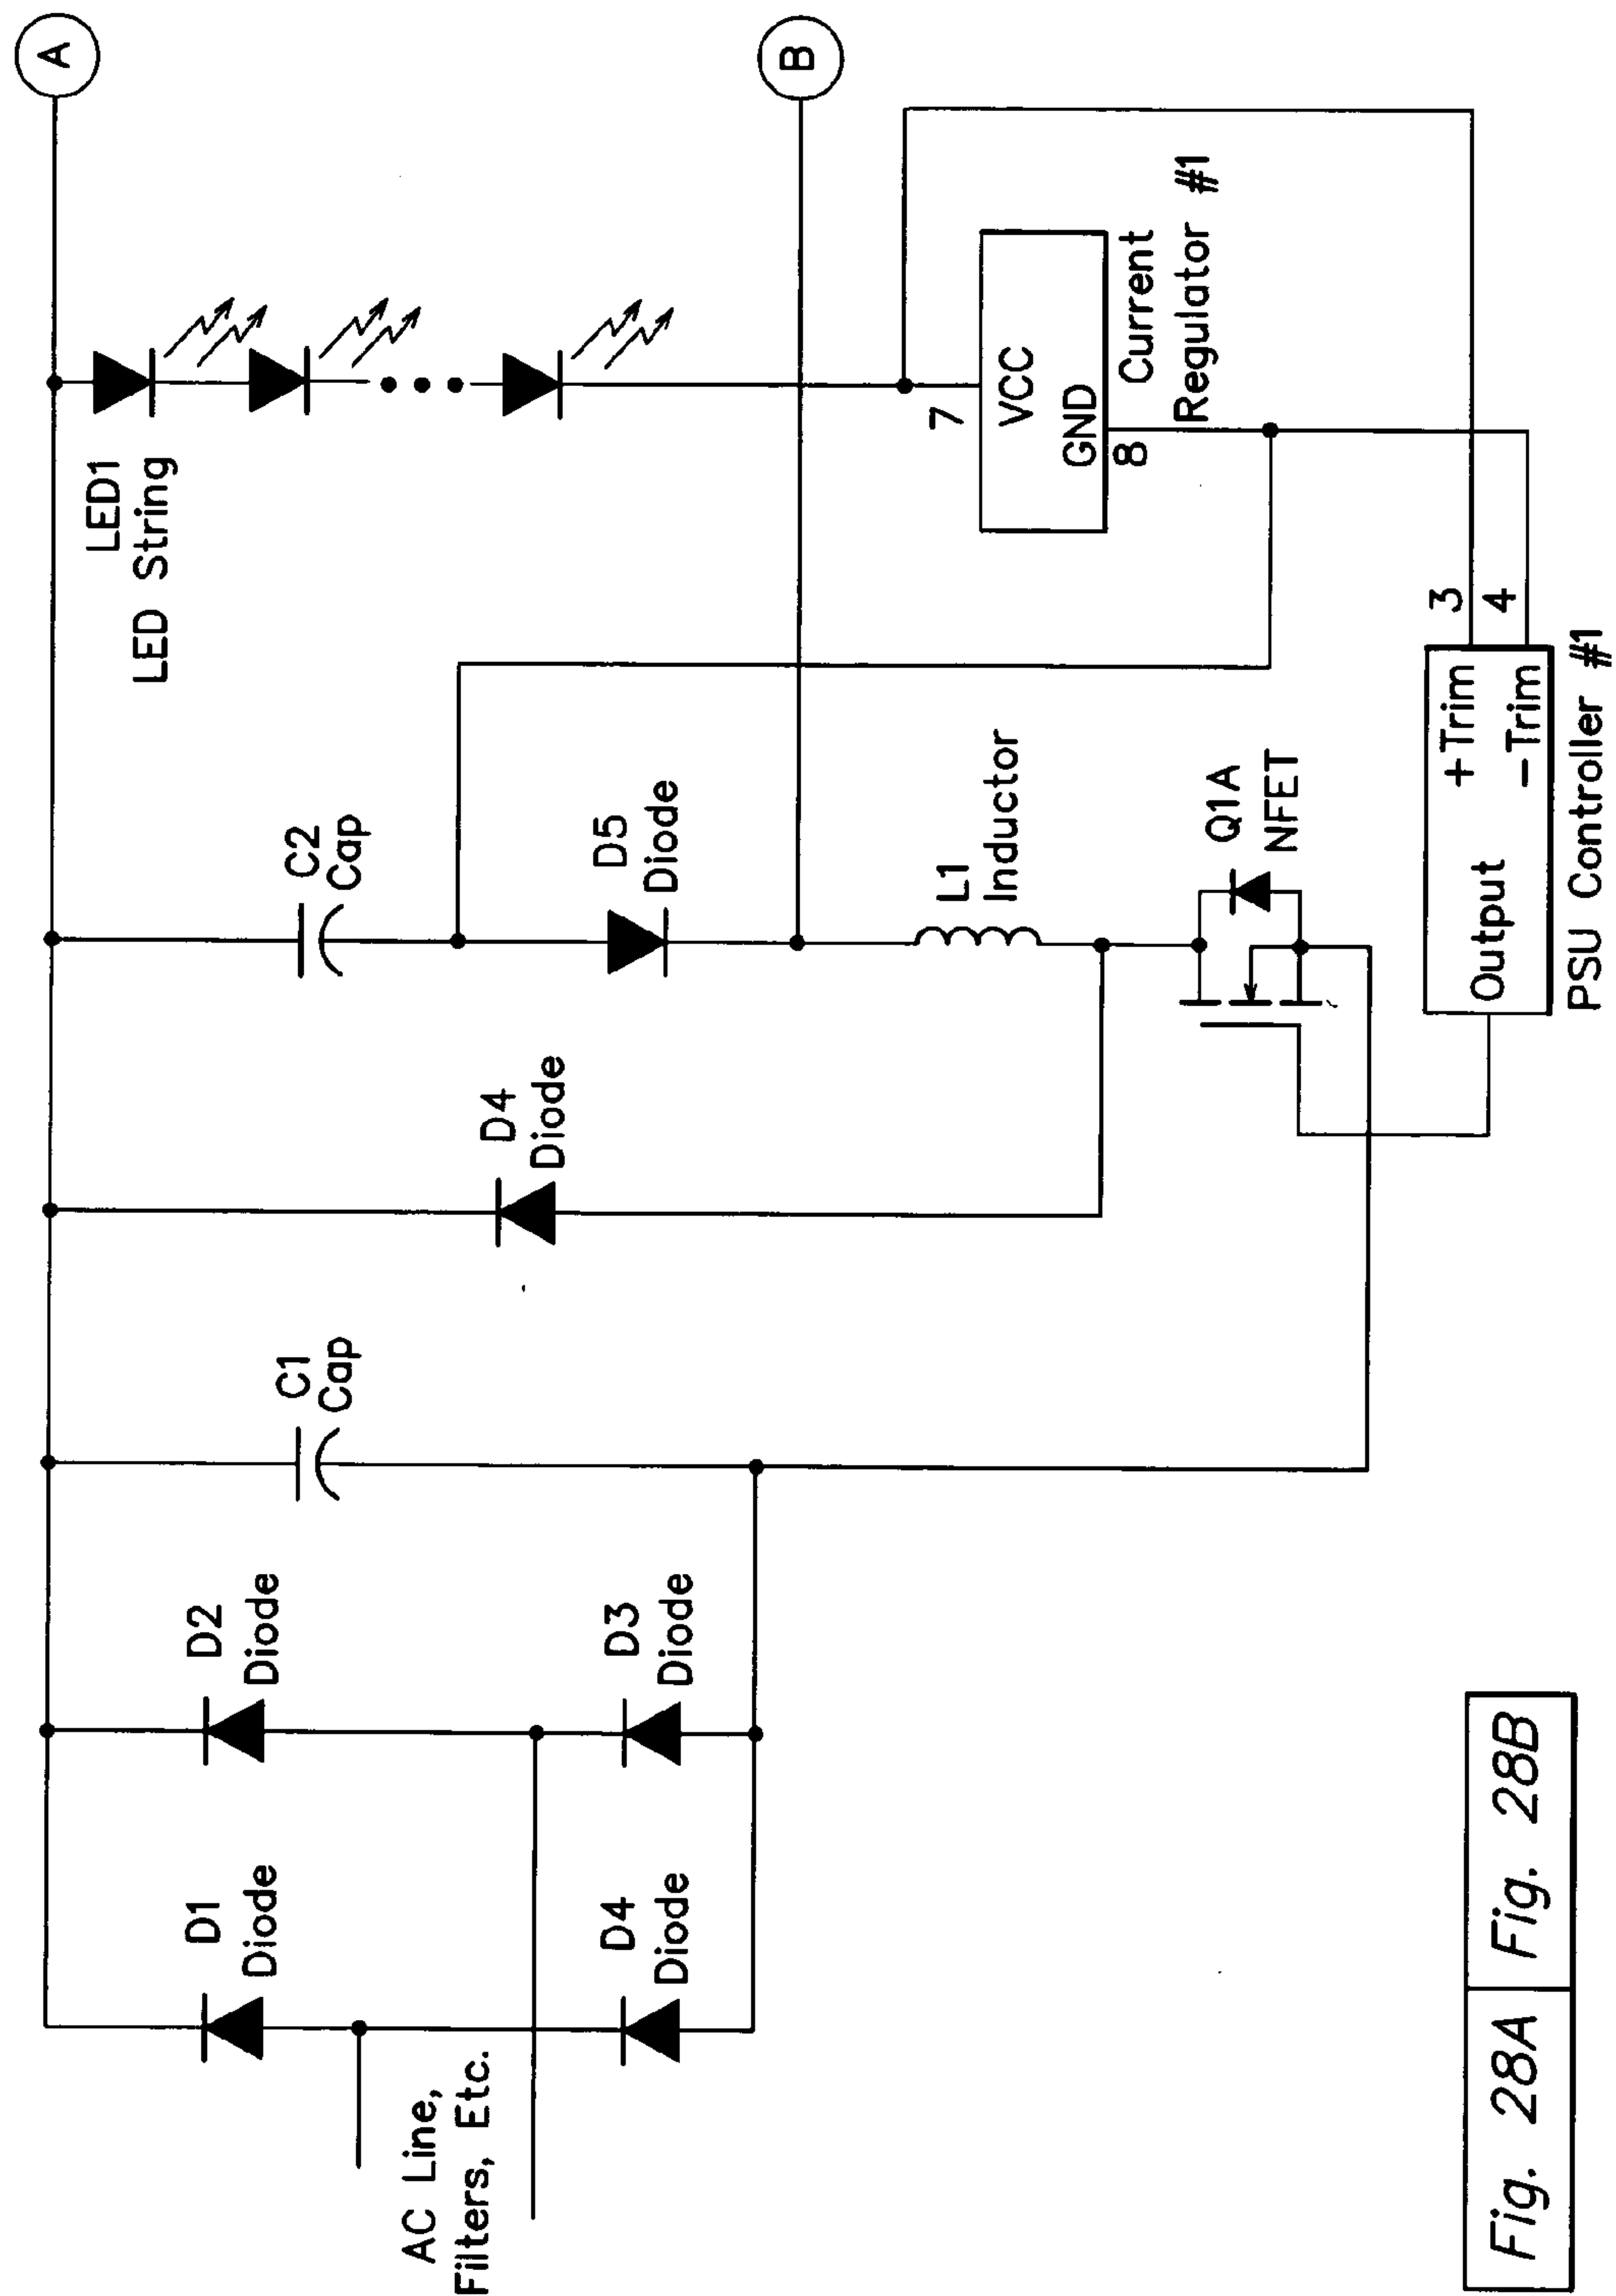 A
LED1
LED String
B
C2
Cap
D5
Diode
7
VCC
GND
8
Current
Regulator #1
L1
Inductor
Q1A
NFET
3
4
+Trim
-Trim
Output
PSU Controller #1
D4
Diode
C1
Cap
D2
Diode
D3
Diode
D1
Diode
D4
Diode
AC Line,
Filters, Etc.
Fig. 28A
Fig. 28B